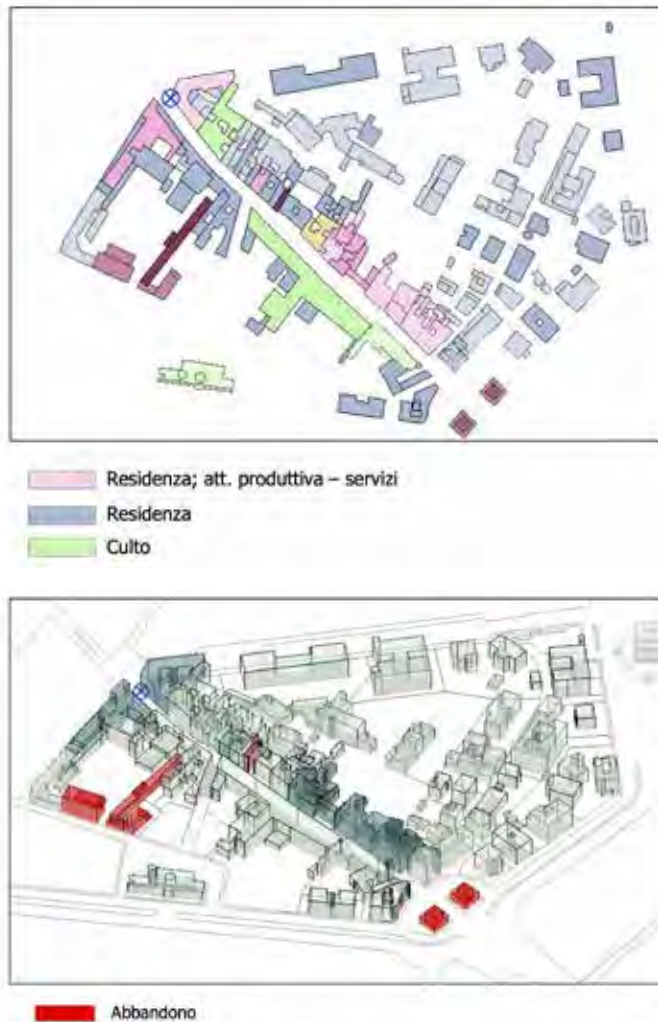 Residenza; att. produttiva – servizi
Residenza
Culto
Abbandono